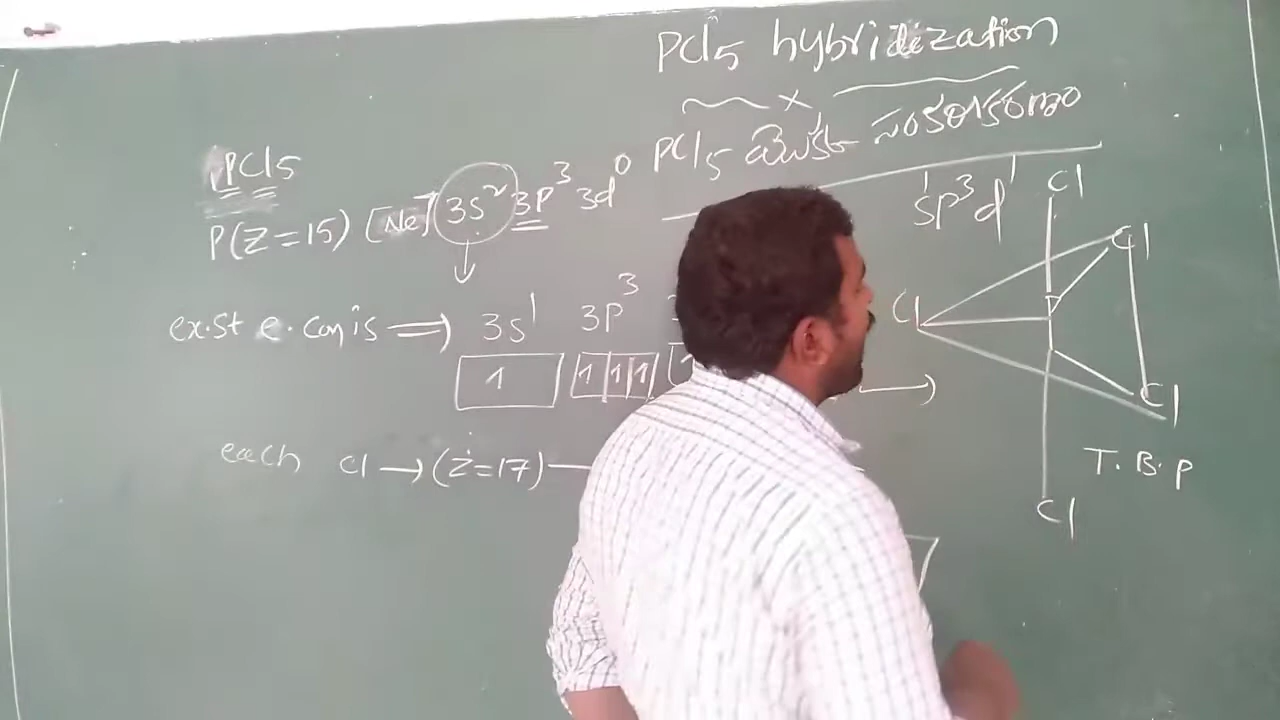 PCl5 hybridization
PCl5 యొక్క సంకరీకరణం
PCl5
P(Z=15) [Ne] 3s² 3p³ 3d⁰
ex.st e. con is ⇒ 3s¹ 3p³
1 1 1 1 1
each Cl → (Z=17)
sp³d¹
Cl
Cl
Cl
Cl
Cl
T. B. P